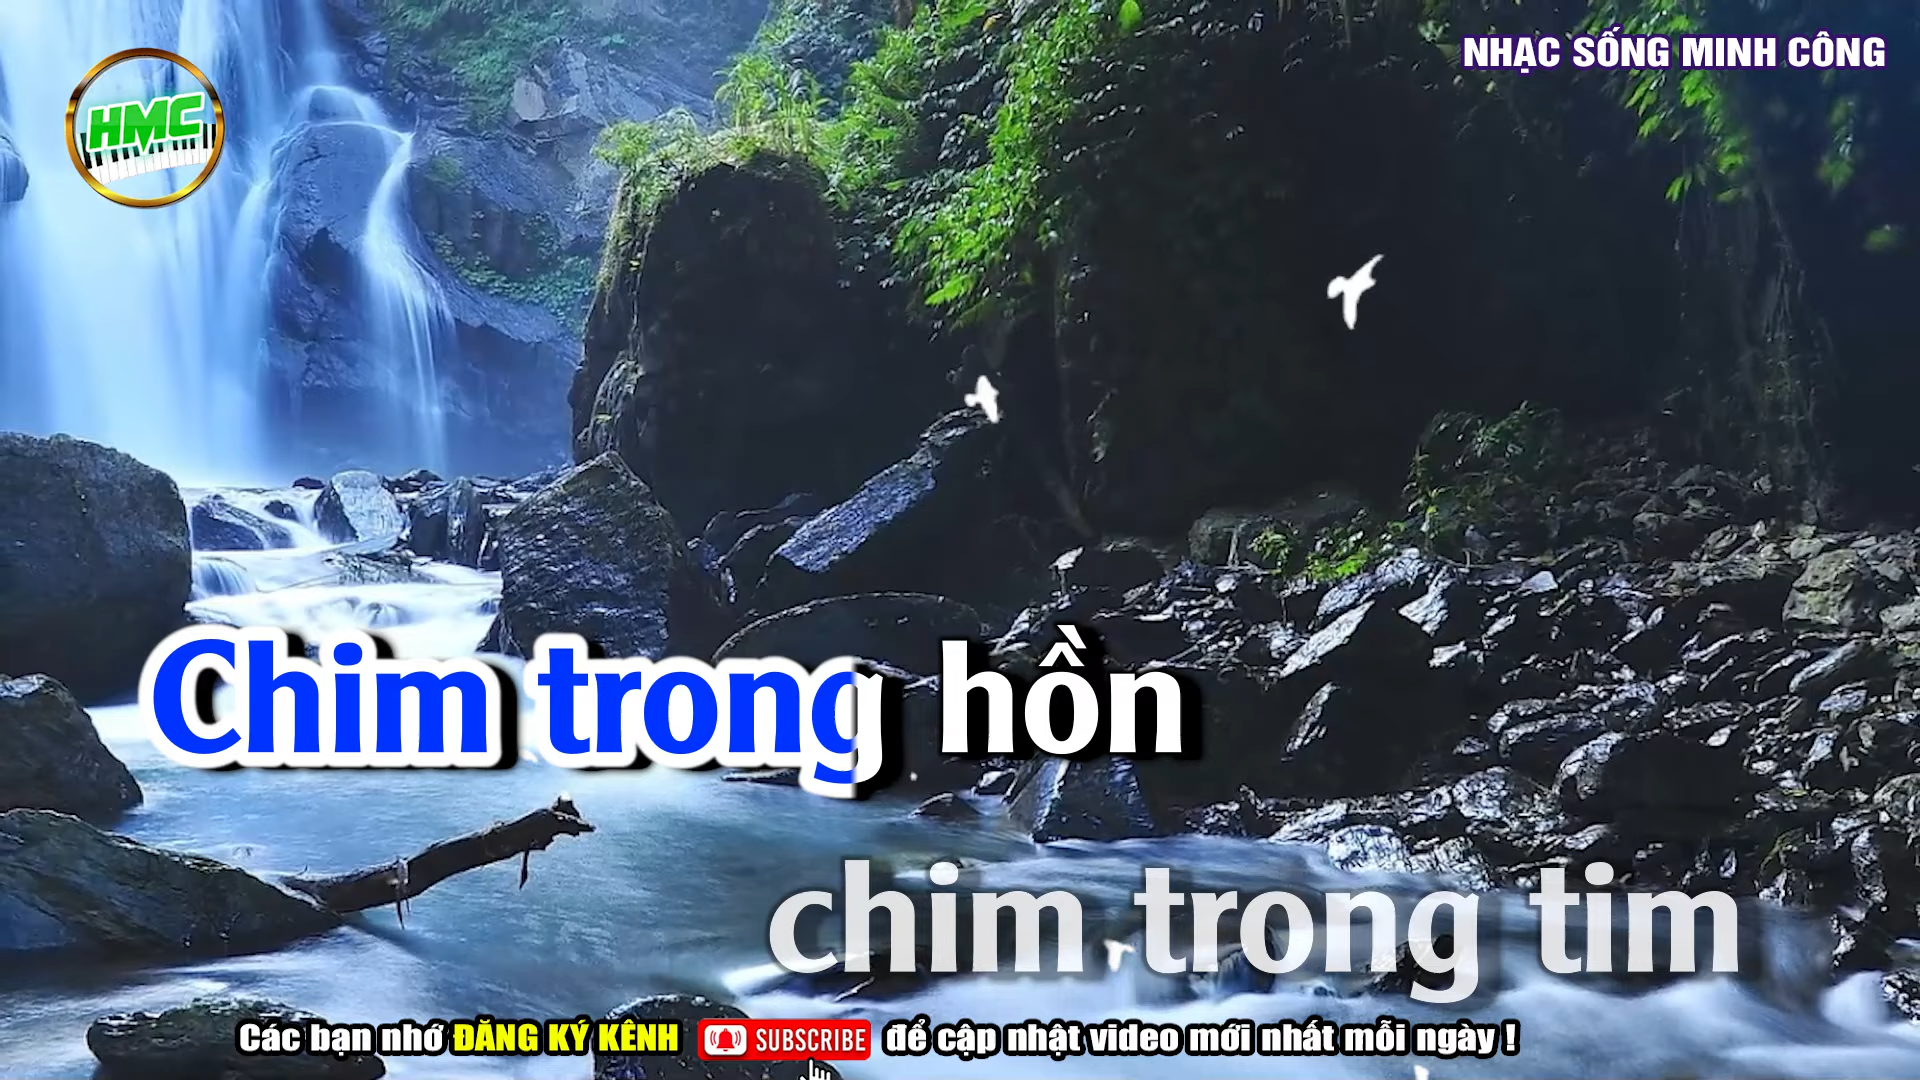 NHẠC SỐNG MINH CÔNG
HMC
Chim trong hồn
chim trong tim
Các bạn nhớ ĐĂNG KÝ KÊNH SUBSCRIBE để cập nhật video mới nhất mỗi ngày !